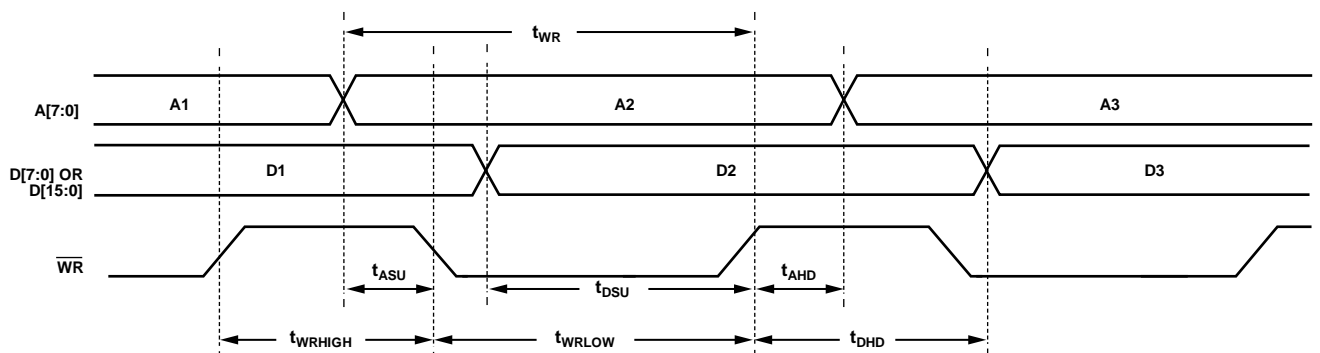 tWR
A[7:0]
A1
A2
A3
D[7:0] OR
D[15:0]
D1
D2
D3
WR
tASU
tDSU
tAHD
tWRHIGH
tWRLOW
tDHD